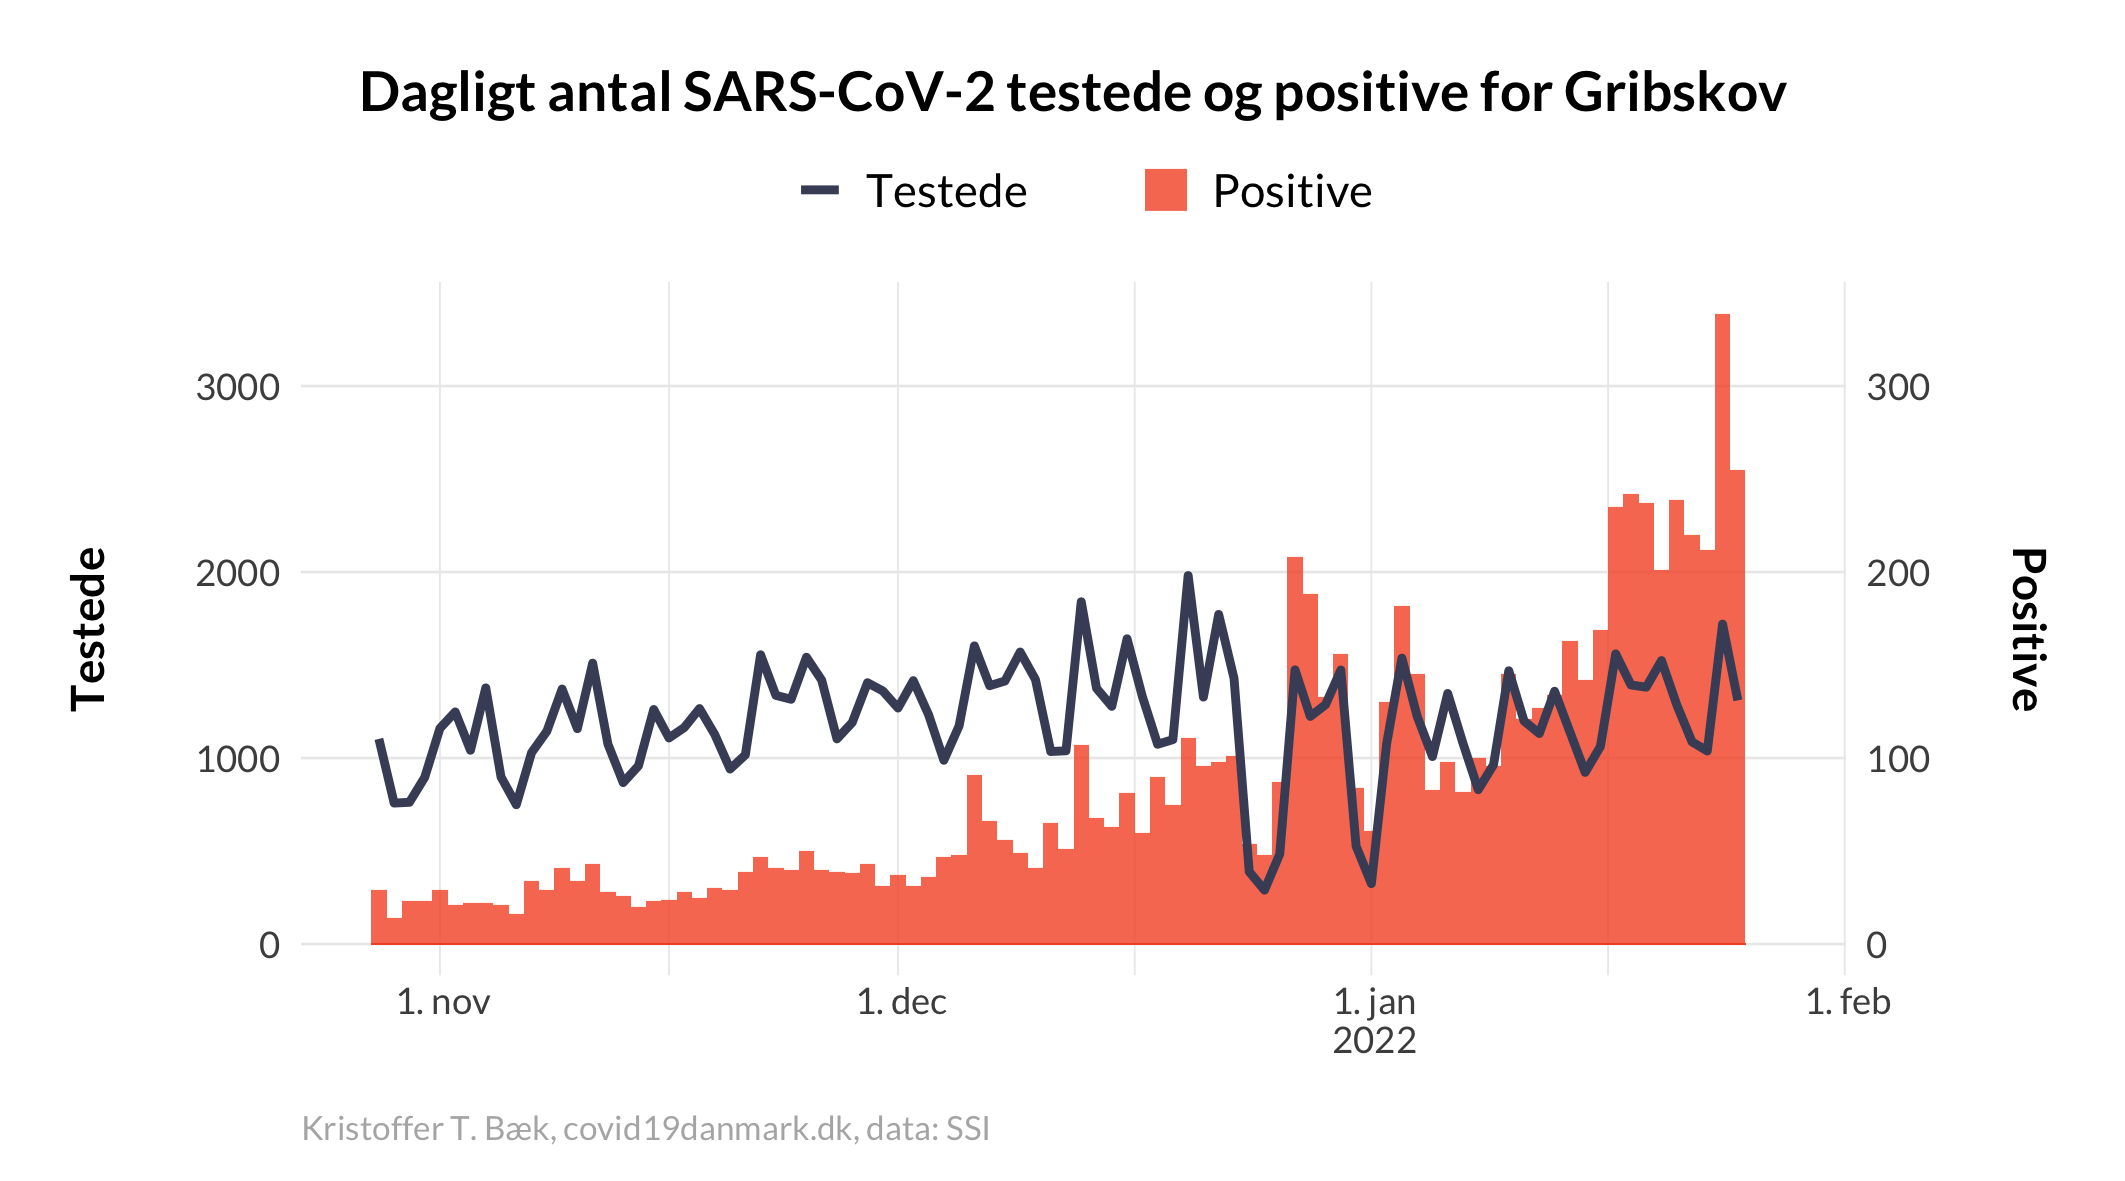 Dagligt antal SARS-CoV-2 testede og positive for Gribskov
Testede
Positive
Testede
3000
2000
1000
0
300
200
100
0
Positive
1. nov
1. dec
1. jan
2022
1. feb
Kristoffer T. Bæk, covid19danmark.dk, data: SSI